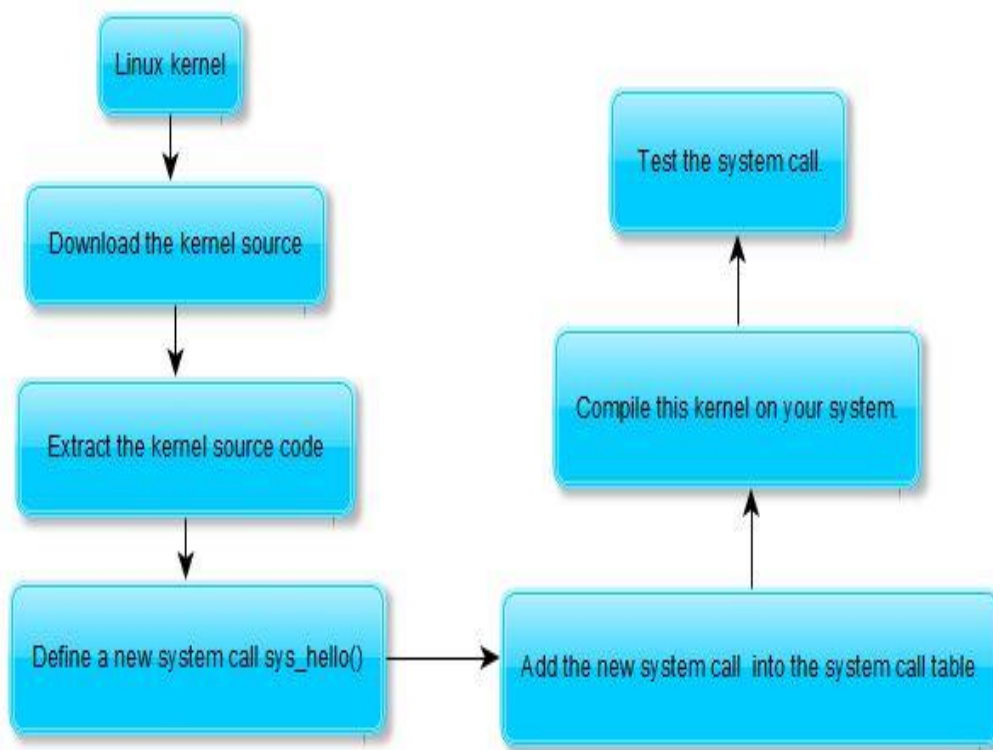 Linux kernel
Download the kernel source
Extract the kernel source code
Define a new system call sys_hello()
Add the new system call into the system call table
Compile this kernel on your system.
Test the system call.